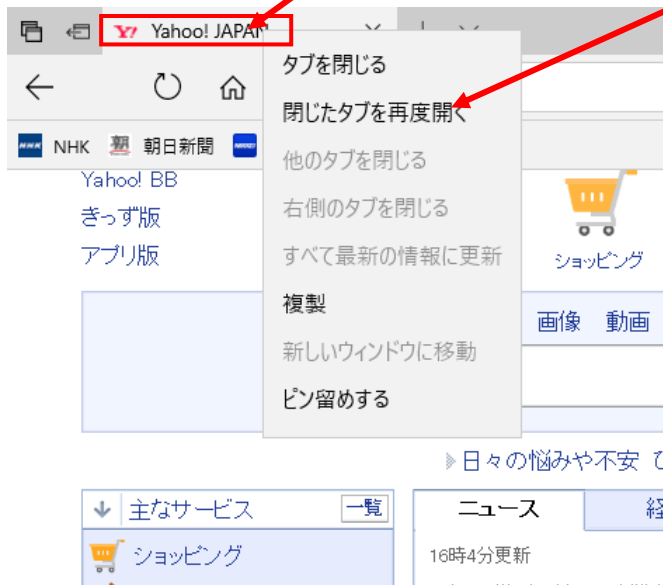 Yahoo! JAPAN
NHK 朝日新聞
タブを閉じる
閉じたタブを再度開く
他のタブを閉じる
右側のタブを閉じる
すべて最新の情報に更新
複製
新しいウィンドウに移動
ピン留めする
Yahoo! BB
きっず版
アプリ版
ショッピング
画像 動画
日々の悩みや不安
主なサービス 一覧
ショッピング
ニュース 経
16時4分更新